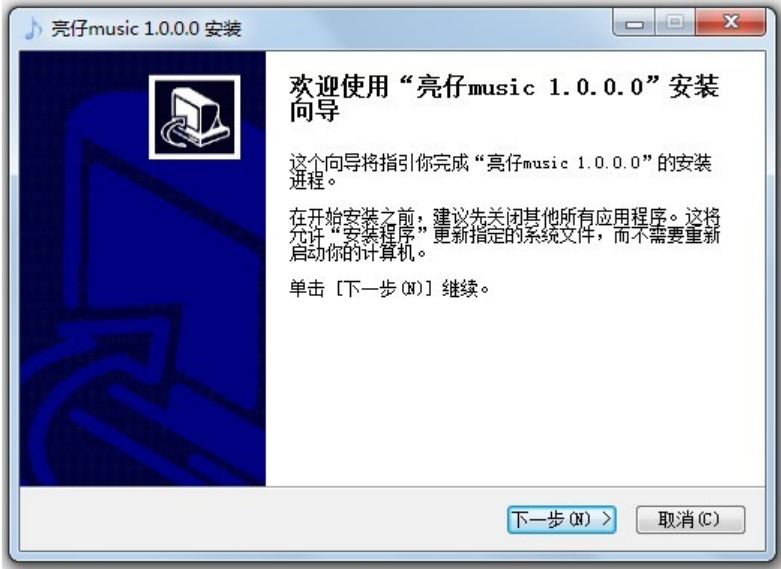 亮仔music 1.0.0.0 安装
欢迎使用“亮仔music 1.0.0.0”安装
向导
这个向导将指引你完成“亮仔music 1.0.0.0”的安装
进程。
在开始安装之前，建议先关闭其他所有应用程序。这将
允许“安装程序”更新指定的系统文件，而不需要重新
启动你的计算机。
单击 [下一步(N)] 继续。
下一步(N) >
取消(C)